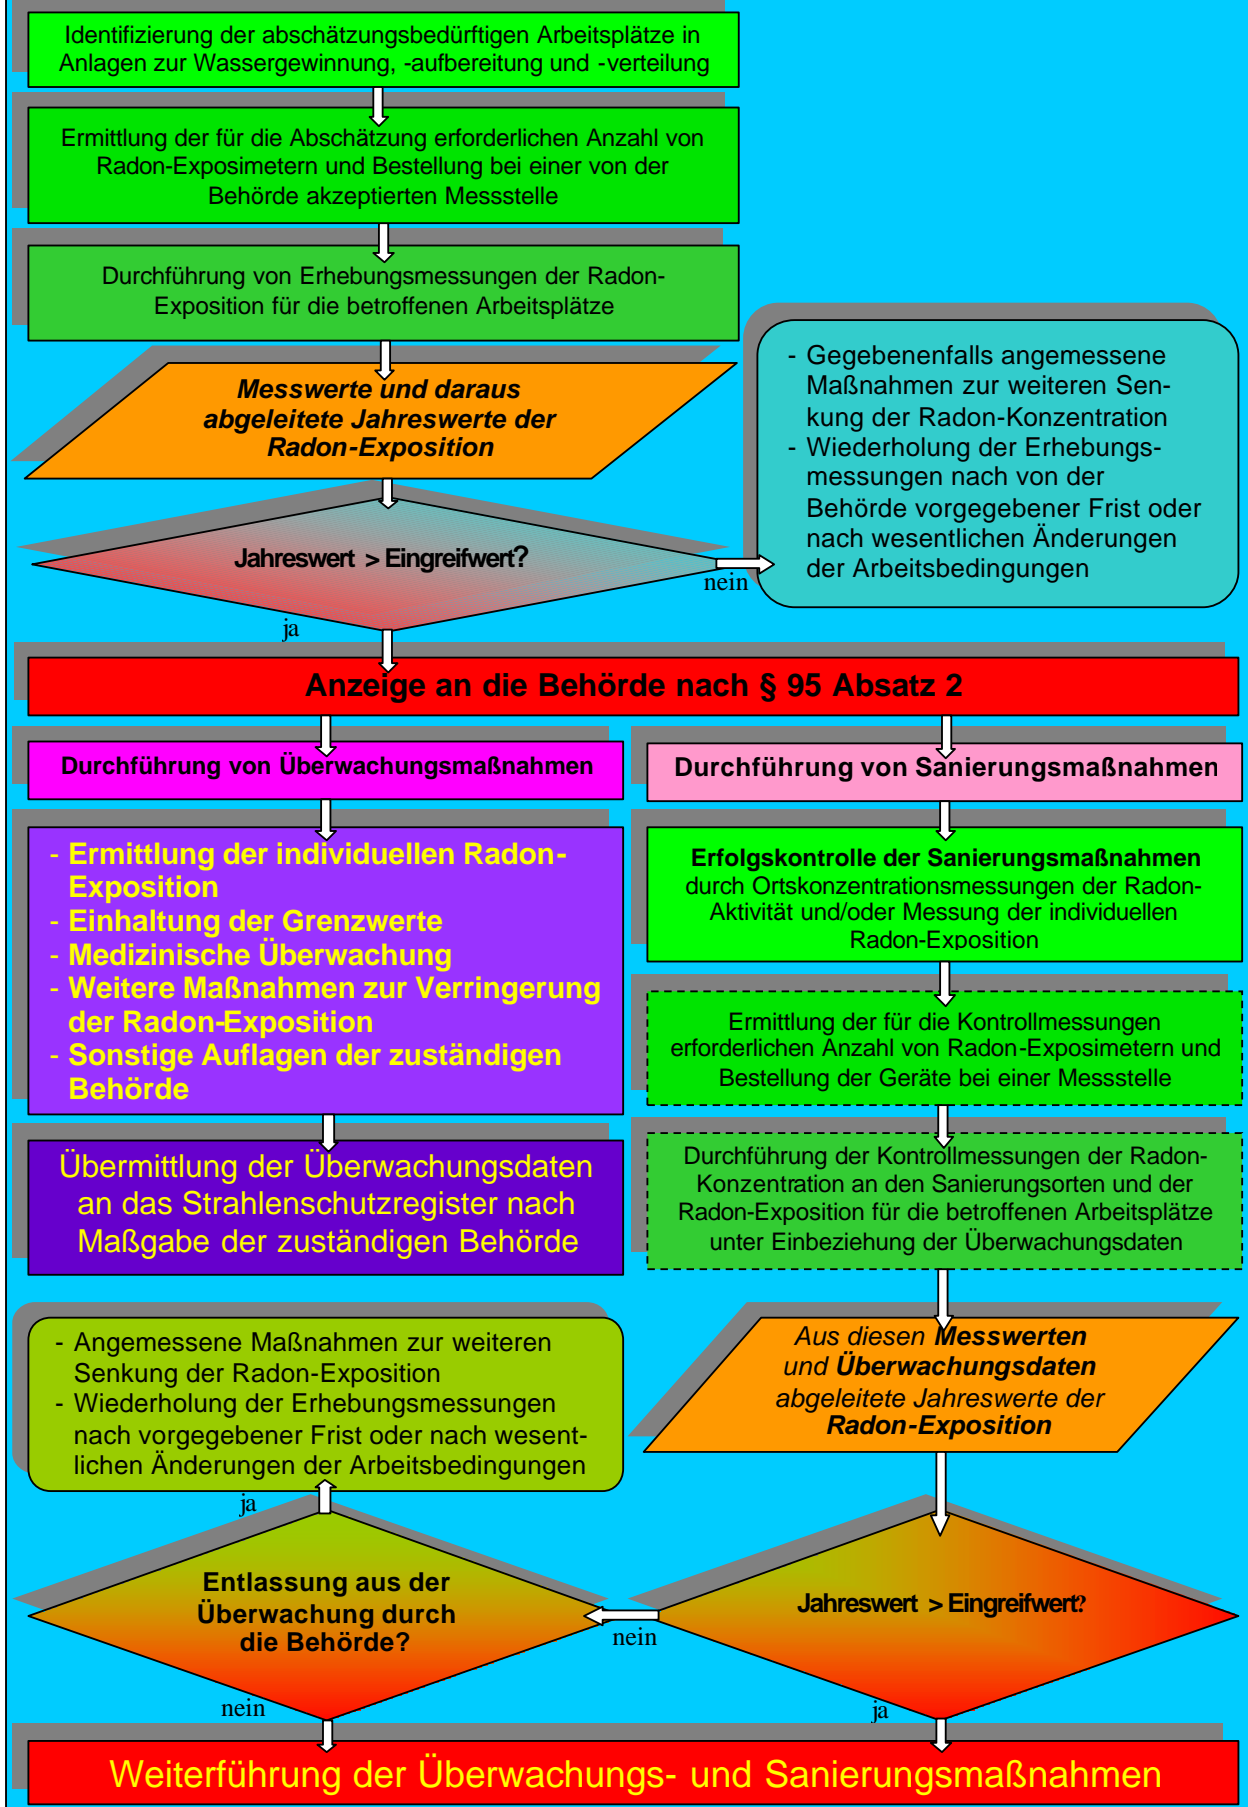 Identifizierung der abschätzungsbedürftigen Arbeitsplätze in
Anlagen zur Wassergewinnung, -aufbereitung und -verteilung
Ermittlung der für die Abschätzung erforderlichen Anzahl von
Radon-Exposimetern und Bestellung bei einer von der
Behörde akzeptierten Messstelle
Durchführung von Erhebungsmessungen der Radon-
Exposition für die betroffenen Arbeitsplätze
Messwerte und daraus
abgeleitete Jahreswerte der
Radon-Exposition
- Gegebenenfalls angemessene
Maßnahmen zur weiteren Sen-
kung der Radon-Konzentration
- Wiederholung der Erhebungs-
messungen nach von der
Behörde vorgegebener Frist oder
nach wesentlichen Änderungen
der Arbeitsbedingungen
Jahreswert > Eingreifwert?
nein
ja
Anzeige an die Behörde nach § 95 Absatz 2
Durchführung von Überwachungsmaßnahmen
- Ermittlung der individuellen Radon-
Exposition
- Einhaltung der Grenzwerte
- Medizinische Überwachung
- Weitere Maßnahmen zur Verringerung
der Radon-Exposition
- Sonstige Auflagen der zuständigen
Behörde
Übermittlung der Überwachungsdaten
an das Strahlenschutzregister nach
Maßgabe der zuständigen Behörde
Durchführung von Sanierungsmaßnahmen
Erfolgskontrolle der Sanierungsmaßnahmen
durch Ortskonzentrationsmessungen der Radon-
Aktivität und/oder Messung der individuellen
Radon-Exposition
Ermittlung der für die Kontrollmessungen
erforderlichen Anzahl von Radon-Exposimetern und
Bestellung der Geräte bei einer Messstelle
Durchführung der Kontrollmessungen der Radon-
Konzentration an den Sanierungsorten und der
Radon-Exposition für die betroffenen Arbeitsplätze
unter Einbeziehung der Überwachungsdaten
Aus diesen Messwerten
und Überwachungsdaten
abgeleitete Jahreswerte der
Radon-Exposition
Jahreswert > Eingreifwert?
nein
ja
- Angemessene Maßnahmen zur weiteren
Senkung der Radon-Exposition
- Wiederholung der Erhebungsmessungen
nach vorgegebener Frist oder nach wesent-
lichen Änderungen der Arbeitsbedingungen
ja
Entlassung aus der
Überwachung durch
die Behörde?
nein
Weiterführung der Überwachungs- und Sanierungsmaßnahmen